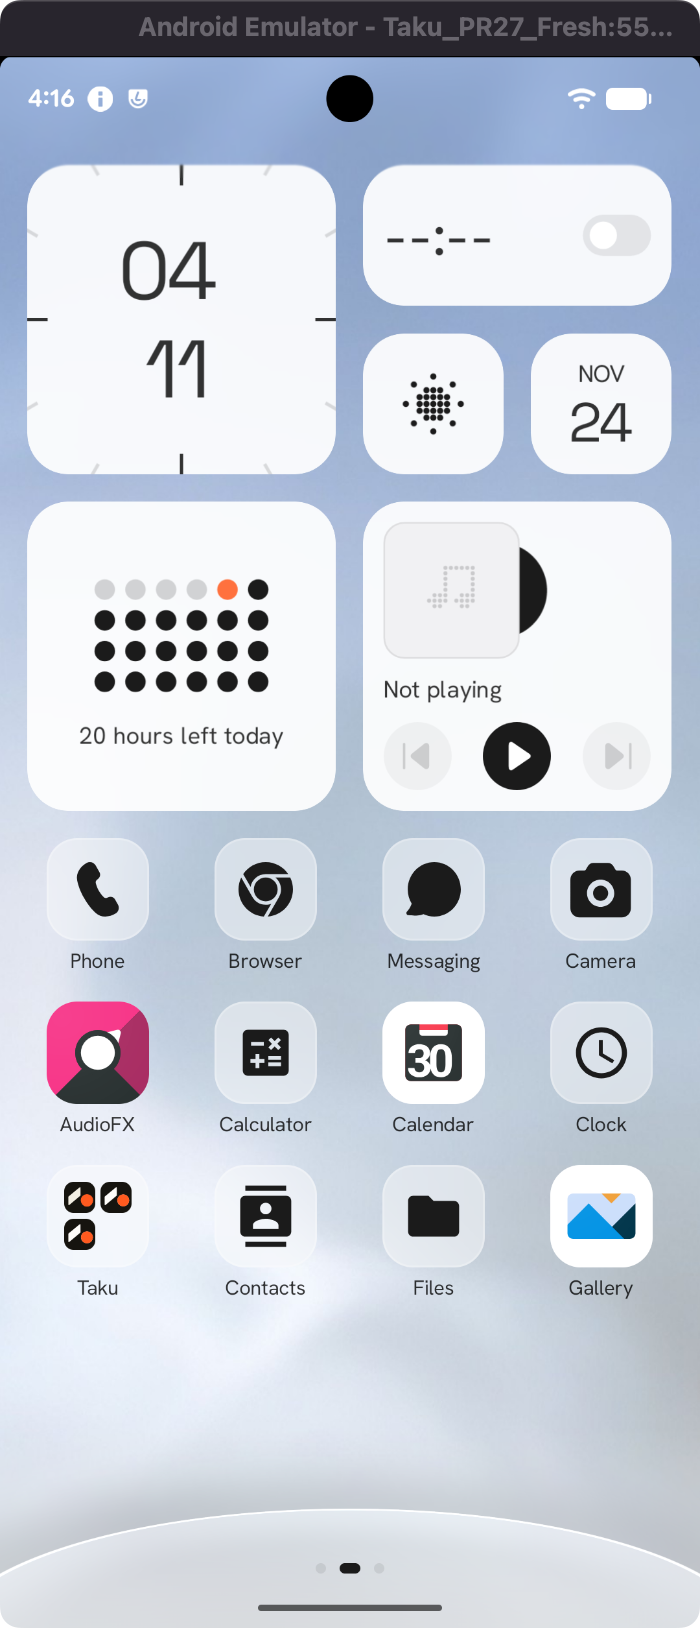 Android Emulator - Taku_PR27_Fresh:55...
4:16
04
11
--:--
NOV
24
20 hours left today
Not playing
Phone
Browser
Messaging
Camera
30
AudioFX
Calculator
Calendar
Clock
Taku
Contacts
Files
Gallery